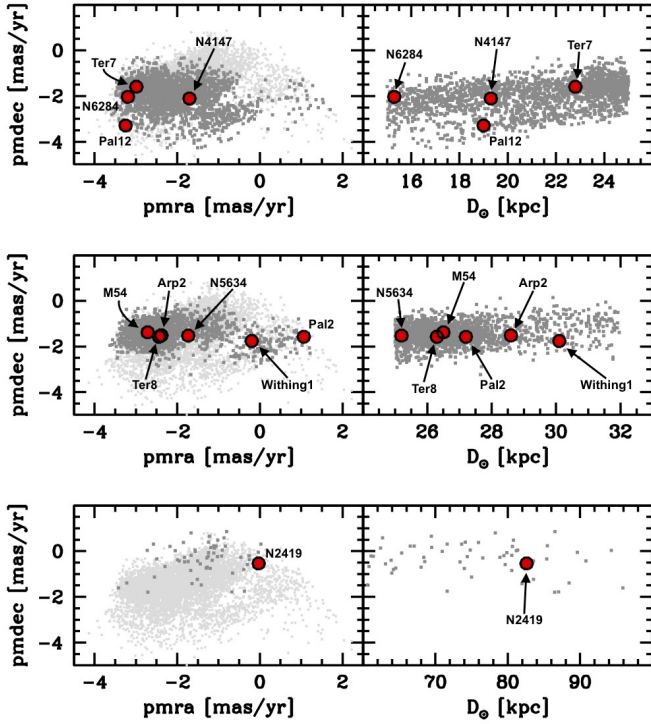 0
-2
-4
pmdec [mas/yr]
Ter7
N4147
N6284
Pal12
N6284
N4147
Ter7
Pal12
-4 -2 0 2
16 18 20 22 24
pmra [mas/yr]
D⊙ [kpc]
0
-2
-4
pmdec [mas/yr]
M54
Arp2
N5634
Pal2
Ter8
Withing1
N5634
M54
Arp2
Ter8
Pal2
Withing1
-4 -2 0 2
26 28 30 32
pmra [mas/yr]
D⊙ [kpc]
0
-2
-4
pmdec [mas/yr]
N2419
N2419
-4 -2 0 2
70 80 90
pmra [mas/yr]
D⊙ [kpc]